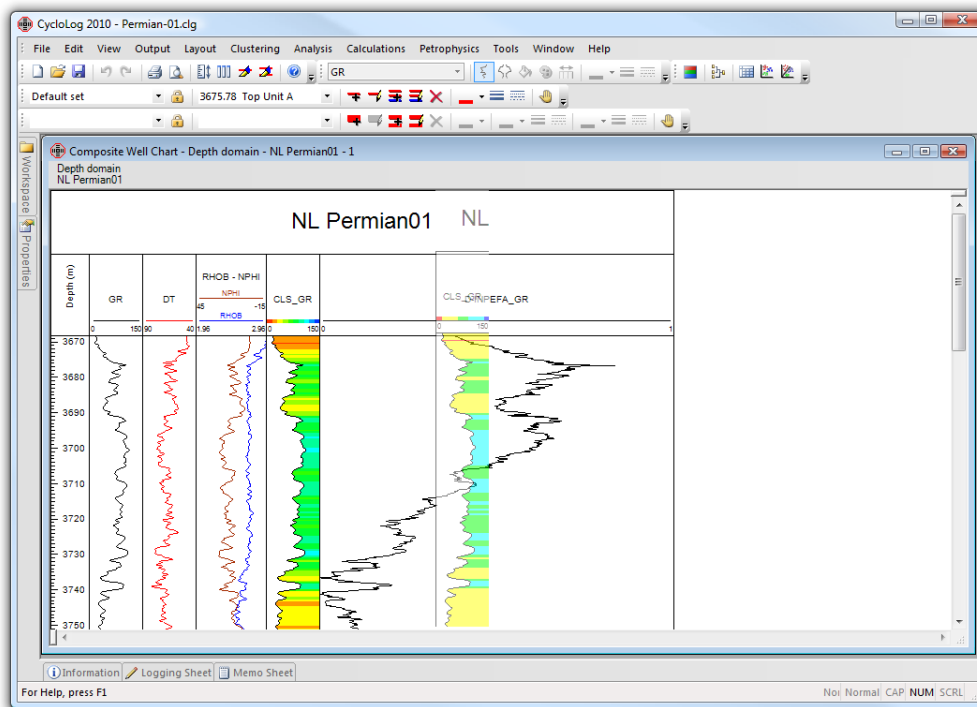 CycloLog 2010 - Permian-01.clg
File Edit View Output Layout Clustering Analysis Calculations Petrophysics Tools Window Help
GR
Default set 3675.78 Top Unit A
Workspace
Properties
Composite Well Chart - Depth domain - NL Permian01 - 1
Depth domain
NL Permian01
NL Permian01 NL
Depth (m)
GR
0 150
DT
90 40
RHOB - NPHI
NPHI
45 -15
RHOB
1.96 2.96
CLS_GR
0 150
CLS_GR
0 150
PEFA_GR
0 1
3670
3680
3690
3700
3710
3720
3730
3740
3750
Information Logging Sheet Memo Sheet
For Help, press F1 Normal CAP NUM SCRL